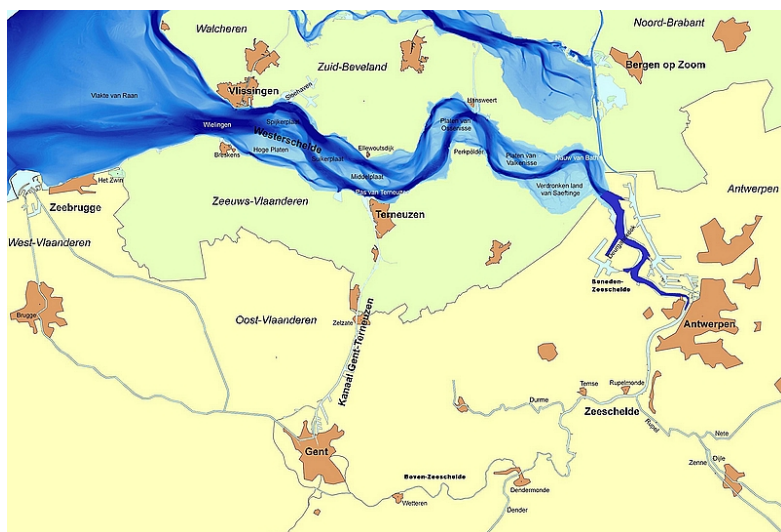 Walcheren
Noord-Brabant
Zuid-Beveland
Bergen op Zoom
Vlissingen
Sloehaven
Vlakte van Raan
Hansweert
Wielingen
Spijkerplaat
Westerschelde
Platen van
Ossenisse
Hoge Platen
Ellewoutsdijk
Breskens
Suikerplaat
Perkpolder
Platen van
Valkenisse
Nauw van Bath
Middelplaat
Het Zwin
Pas van Terneuzen
Verdronken land
van Saeftinge
Antwerpen
Zeebrugge
Zeeuws-Vlaanderen
Terneuzen
West-Vlaanderen
Beneden-
Zeeschelde
Brugge
Oost-Vlaanderen
Zelzate
Antwerpen
Kanaal Gent-Terneuzen
Temse
Rupelmonde
Durme
Zeeschelde
Rupel
Nete
Gent
Dijle
Zenne
Boven-Zeeschelde
Dendermonde
Wetteren
Dender